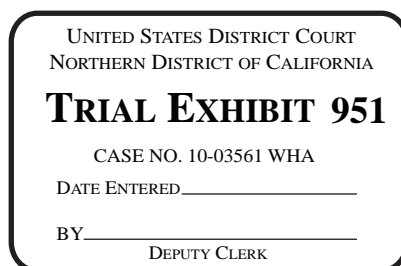 UNITED STATES DISTRICT COURT
NORTHERN DISTRICT OF CALIFORNIA
TRIAL EXHIBIT 951
CASE NO. 10-03561 WHA
DATE ENTERED
BY
DEPUTY CLERK